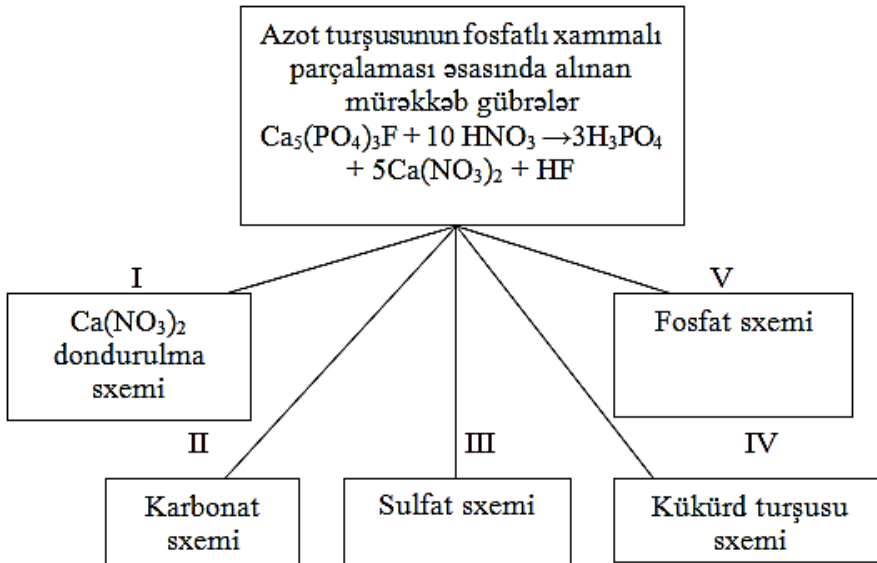 Azot turşusunun fosfatlı xammalı
parçalaması əsasında alınan
mürəkkəb gübrələr
Ca₅(PO₄)₃F + 10 HNO₃ →3H₃PO₄
+ 5Ca(NO₃)₂ + HF
I
V
Ca(NO₃)₂
dondurulma
sxemi
Fosfat sxemi
II
III
IV
Karbonat
sxemi
Sulfat sxemi
Kükürd turşusu
sxemi